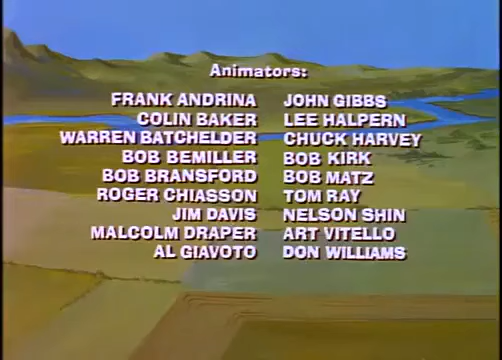 Animators:
FRANK ANDRINA JOHN GIBBS
COLIN BAKER LEE HALPERN
WARREN BATCHELDER CHUCK HARVEY
BOB BEMILLER BOB KIRK
BOB BRANSFORD BOB MATZ
ROGER CHIASSON TOM RAY
JIM DAVIS NELSON SHIN
MALCOLM DRAPER ART VITELLO
AL GIAVOTO DON WILLIAMS